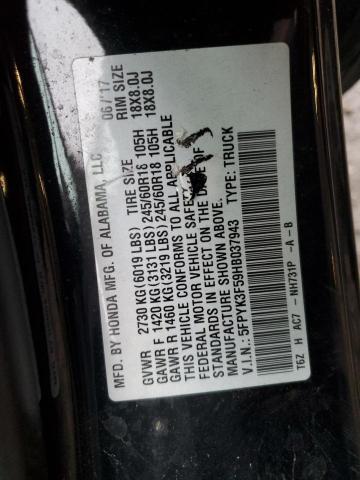 MFG. BY HONDA MFG. OF ALABAMA, LLC 06/'17
TIRE SIZE RIM SIZE
GVWR 2730 KG (6019 LBS)
GAWR F 1420 KG (3131 LBS) 245/60R18 105H 18X8.0J
GAWR R 1460 KG (3219 LBS) 245/60R18 105H 18X8.0J
THIS VEHICLE CONFORMS TO ALL APPLICABLE
FEDERAL MOTOR VEHICLE SAFETY
STANDARDS IN EFFECT ON THE DATE OF
MANUFACTURE SHOWN ABOVE.
V.I.N.: 5FPYK3F59HB037943 TYPE: TRUCK
T6Z H AC7 - NH731P -A -B